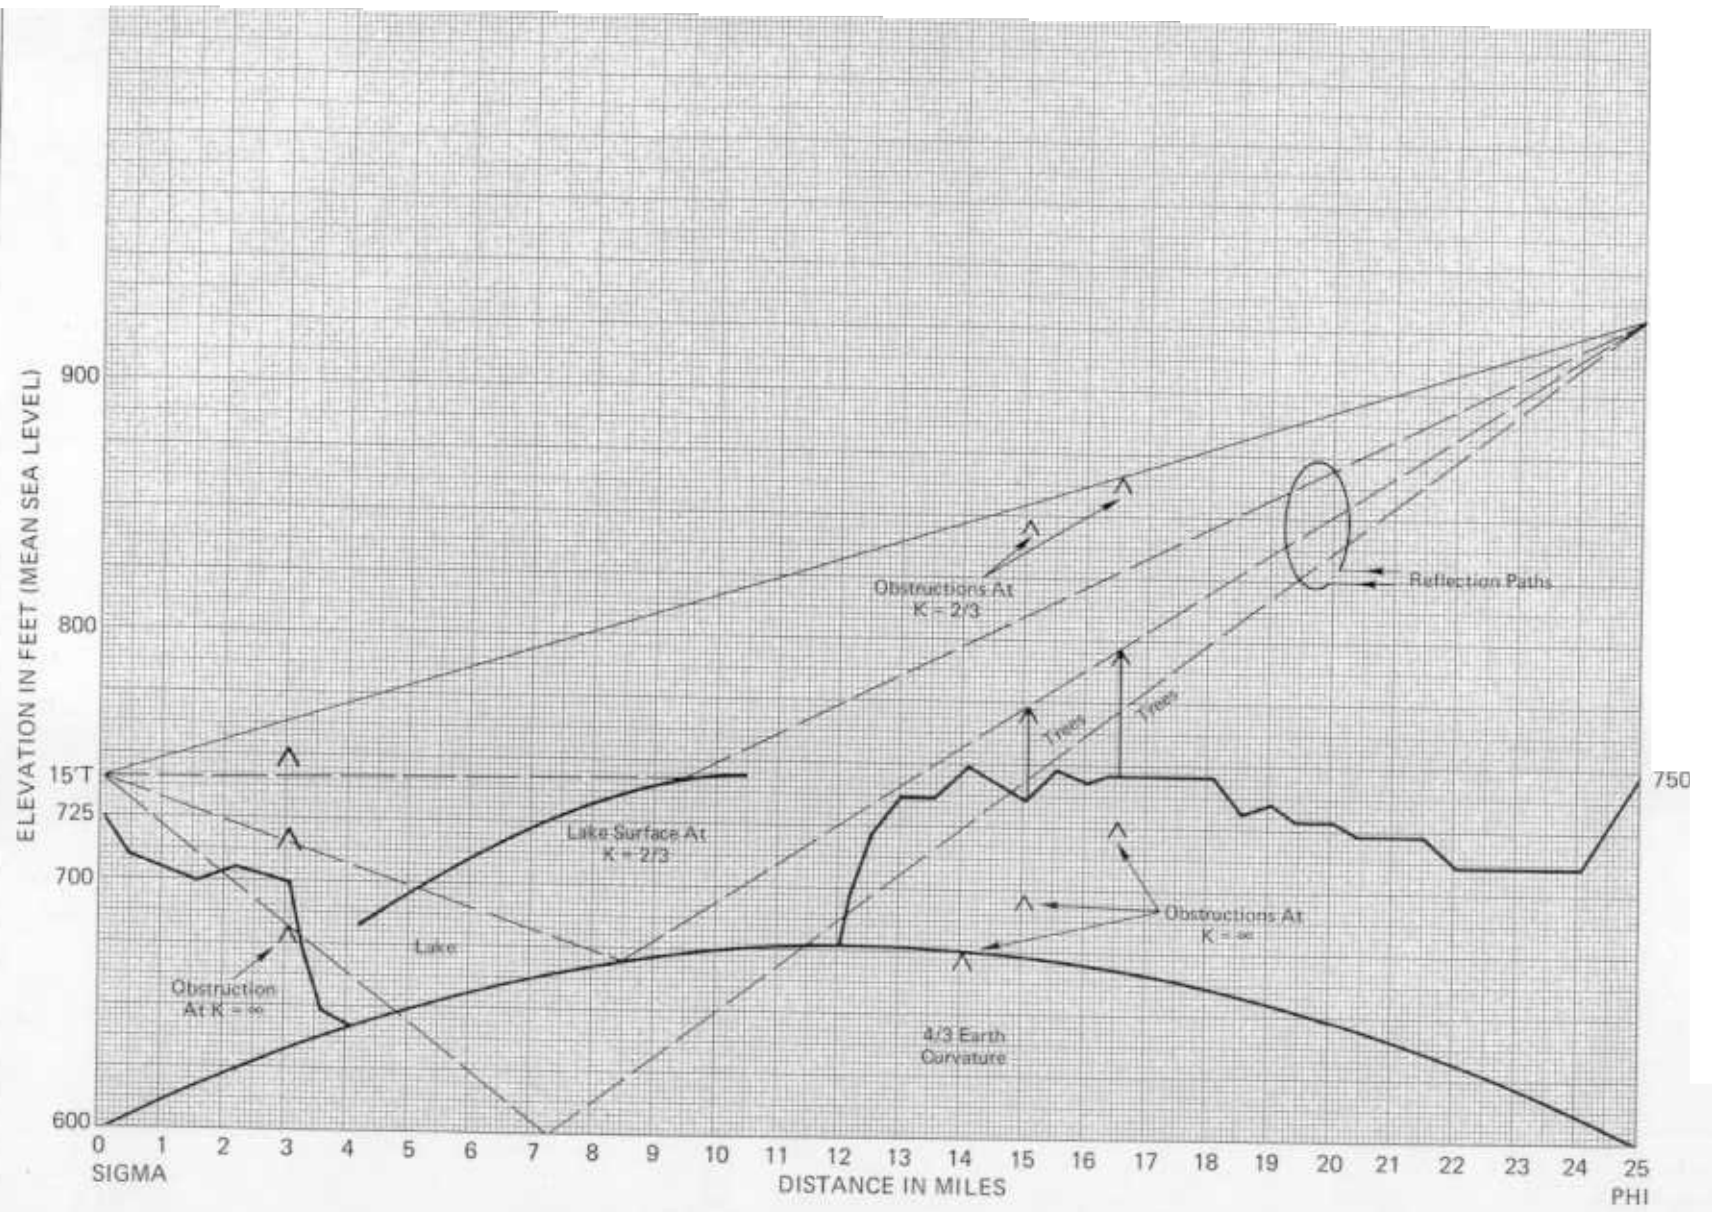 ELEVATION IN FEET (MEAN SEA LEVEL)
900
800
15'T
725
700
600
750
Obstructions At
K = 2/3
Reflection Paths
Trees
Trees
Lake Surface At
K = 2/3
Lake
Obstruction
At K = ∞
Obstructions At
K = ∞
4/3 Earth
Curvature
0 1 2 3 4 5 6 7 8 9 10 11 12 13 14 15 16 17 18 19 20 21 22 23 24 25
SIGMA
DISTANCE IN MILES
PHI